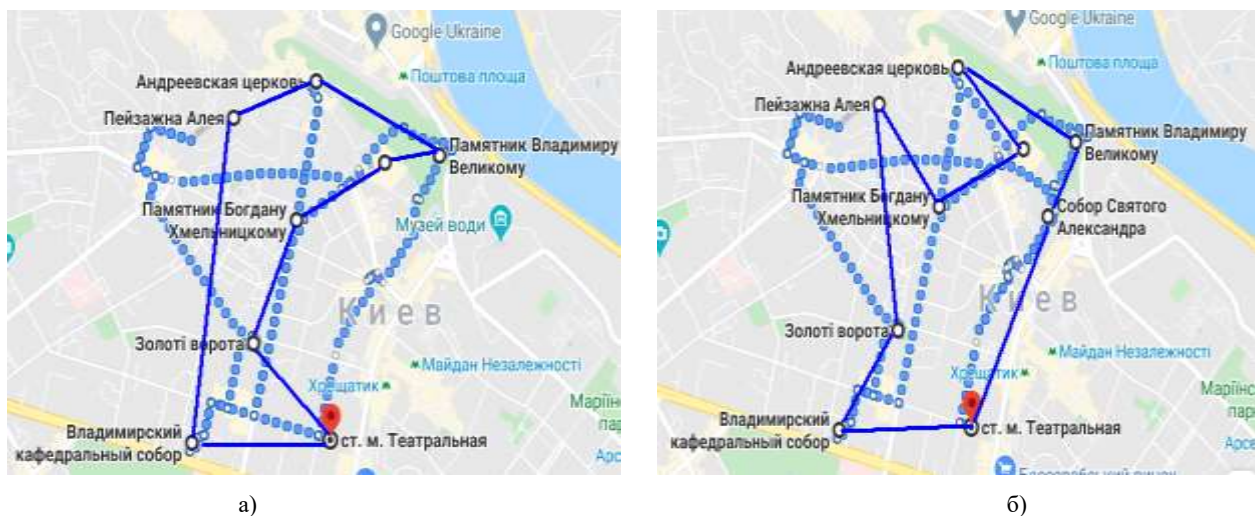 Google Ukraine
Поштова площа
Андреевская церковь
Пейзажна Алея
Памятник Владимиру
Великому
Памятник Богдану
Хмельницкому
Музей води
Киев
Золоті ворота
Майдан Незалежності
Хрещатик
Владимирский
кафедральный собор
ст. м. Театральная
а)
Google Ukraine
Поштова площа
Андреевская церковь
Пейзажна Алея
Памятник Владимиру
Великому
Памятник Богдану
Хмельницкому
Собор Святого
Александра
Киев
Золоті ворота
Майдан Незалежності
Хрещатик
Владимирский
кафедральный собор
ст. м. Театральная
б)